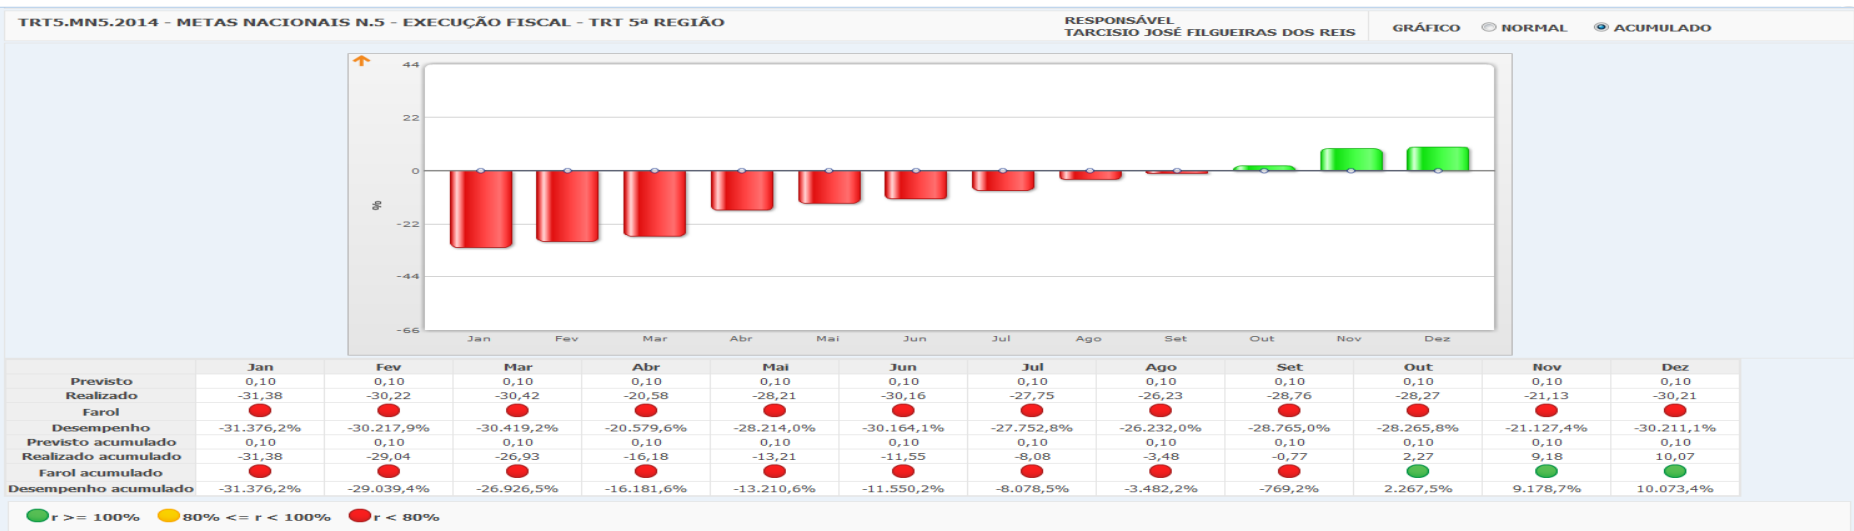 TRT5.MN5.2014 - METAS NACIONAIS N.5 - EXECUÇÃO FISCAL - TRT 5ª REGIÃO
RESPONSÁVEL
TARCISIO JOSÉ FILGUEIRAS DOS REIS
GRÁFICO NORMAL ACUMULADO
44
22
0
%
-22
-44
-66
Jan Fev Mar Abr Mai Jun Jul Ago Set Out Nov Dez
Jan Fev Mar Abr Mai Jun Jul Ago Set Out Nov Dez
Previsto 0,10 0,10 0,10 0,10 0,10 0,10 0,10 0,10 0,10 0,10 0,10 0,10
Realizado -31,38 -30,22 -30,42 -20,58 -28,21 -30,16 -27,75 -26,23 -28,76 -28,27 -21,13 -30,21
Farol
Desempenho -31.376,2% -30.217,9% -30.419,2% -20.579,6% -28.214,0% -30.164,1% -27.752,8% -26.232,0% -28.765,0% -28.265,8% -21.127,4% -30.211,1%
Previsto acumulado 0,10 0,10 0,10 0,10 0,10 0,10 0,10 0,10 0,10 0,10 0,10 0,10
Realizado acumulado -31,38 -29,04 -26,93 -16,18 -13,21 -11,55 -8,08 -3,48 -0,77 2,27 9,18 10,07
Farol acumulado
Desempenho acumulado -31.376,2% -29.039,4% -26.926,5% -16.181,6% -13.210,6% -11.550,2% -8.078,5% -3.482,2% -769,2% 2.267,5% 9.178,7% 10.073,4%
r >= 100% 80% <= r < 100% r < 80%